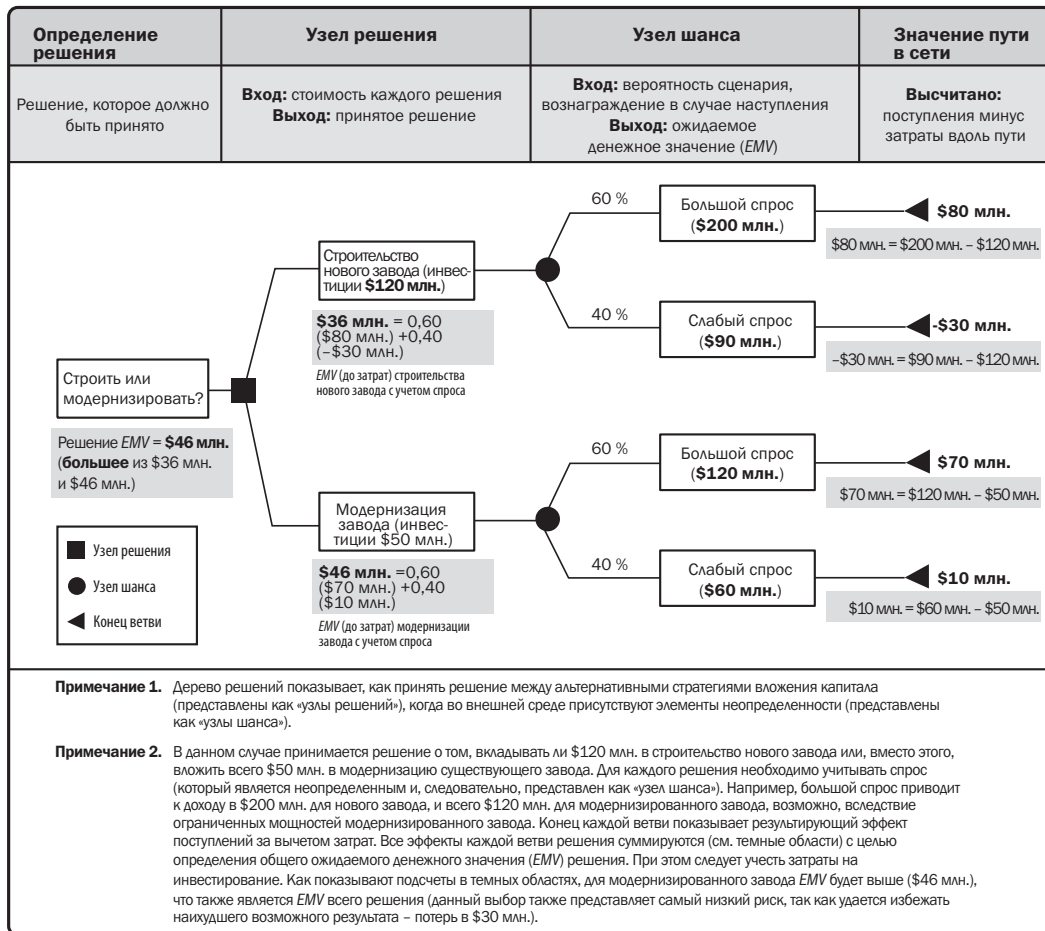 Определение
решения
Узел решения
Узел шанса
Значение пути
в сети
Решение, которое должно
быть принято
Вход: стоимость каждого решения
Выход: принятое решение
Вход: вероятность сценария,
вознаграждение в случае наступления
Выход: ожидаемое
денежное значение (EMV)
Высчитано:
поступления минус
затраты вдоль пути
Строить или
модернизировать?
Решение EMV = $46 млн.
(большее из $36 млн.
и $46 млн.)
Строительство
нового завода (инвес-
тиции $120 млн.)
$36 млн. = 0,60
($80 млн.) +0,40
(–$30 млн.)
EMV (до затрат) строительства
нового завода с учетом спроса
60 %
Большой спрос
($200 млн.)
$80 млн.
$80 млн. = $200 млн. – $120 млн.
40 %
Слабый спрос
($90 млн.)
-$30 млн.
–$30 млн. = $90 млн. – $120 млн.
Модернизация
завода (инвес-
тиции $50 млн.)
$46 млн. =0,60
($70 млн.) +0,40
($10 млн.)
EMV (до затрат) модернизации
завода с учетом спроса
60 %
Большой спрос
($120 млн.)
$70 млн.
$70 млн. = $120 млн. – $50 млн.
40 %
Слабый спрос
($60 млн.)
$10 млн.
$10 млн. = $60 млн. – $50 млн.
Узел решения
Узел шанса
Конец ветви
Примечание 1. Дерево решений показывает, как принять решение между альтернативными стратегиями вложения капитала
(представлены как «узлы решений»), когда во внешней среде присутствуют элементы неопределенности (представлены
как «узлы шанса»).
Примечание 2. В данном случае принимается решение о том, вкладывать ли $120 млн. в строительство нового завода или, вместо этого,
вложить всего $50 млн. в модернизацию существующего завода. Для каждого решения необходимо учитывать спрос
(который является неопределенным и, следовательно, представлен как «узел шанса»). Например, большой спрос приводит
к доходу в $200 млн. для нового завода, и всего $120 млн. для модернизированного завода, возможно, вследствие
ограниченных мощностей модернизированного завода. Конец каждой ветви показывает результирующий эффект
поступлений за вычетом затрат. Все эффекты каждой ветви решения суммируются (см. темные области) с целью
определения общего ожидаемого денежного значения (EMV) решения. При этом следует учесть затраты на
инвестирование. Как показывают подсчеты в темных областях, для модернизированного завода EMV будет выше ($46 млн.),
что также является EMV всего решения (данный выбор также представляет самый низкий риск, так как удается избежать
наихудшего возможного результата – потерь в $30 млн.).